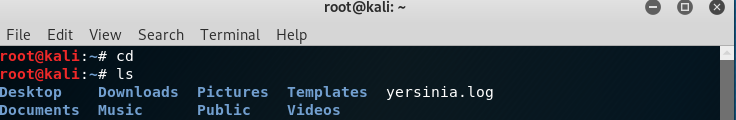 root@kali: ~
File Edit View Search Terminal Help
root@kali:~# cd
root@kali:~# ls
Desktop Downloads Pictures Templates yersinia.log
Documents Music Public Videos